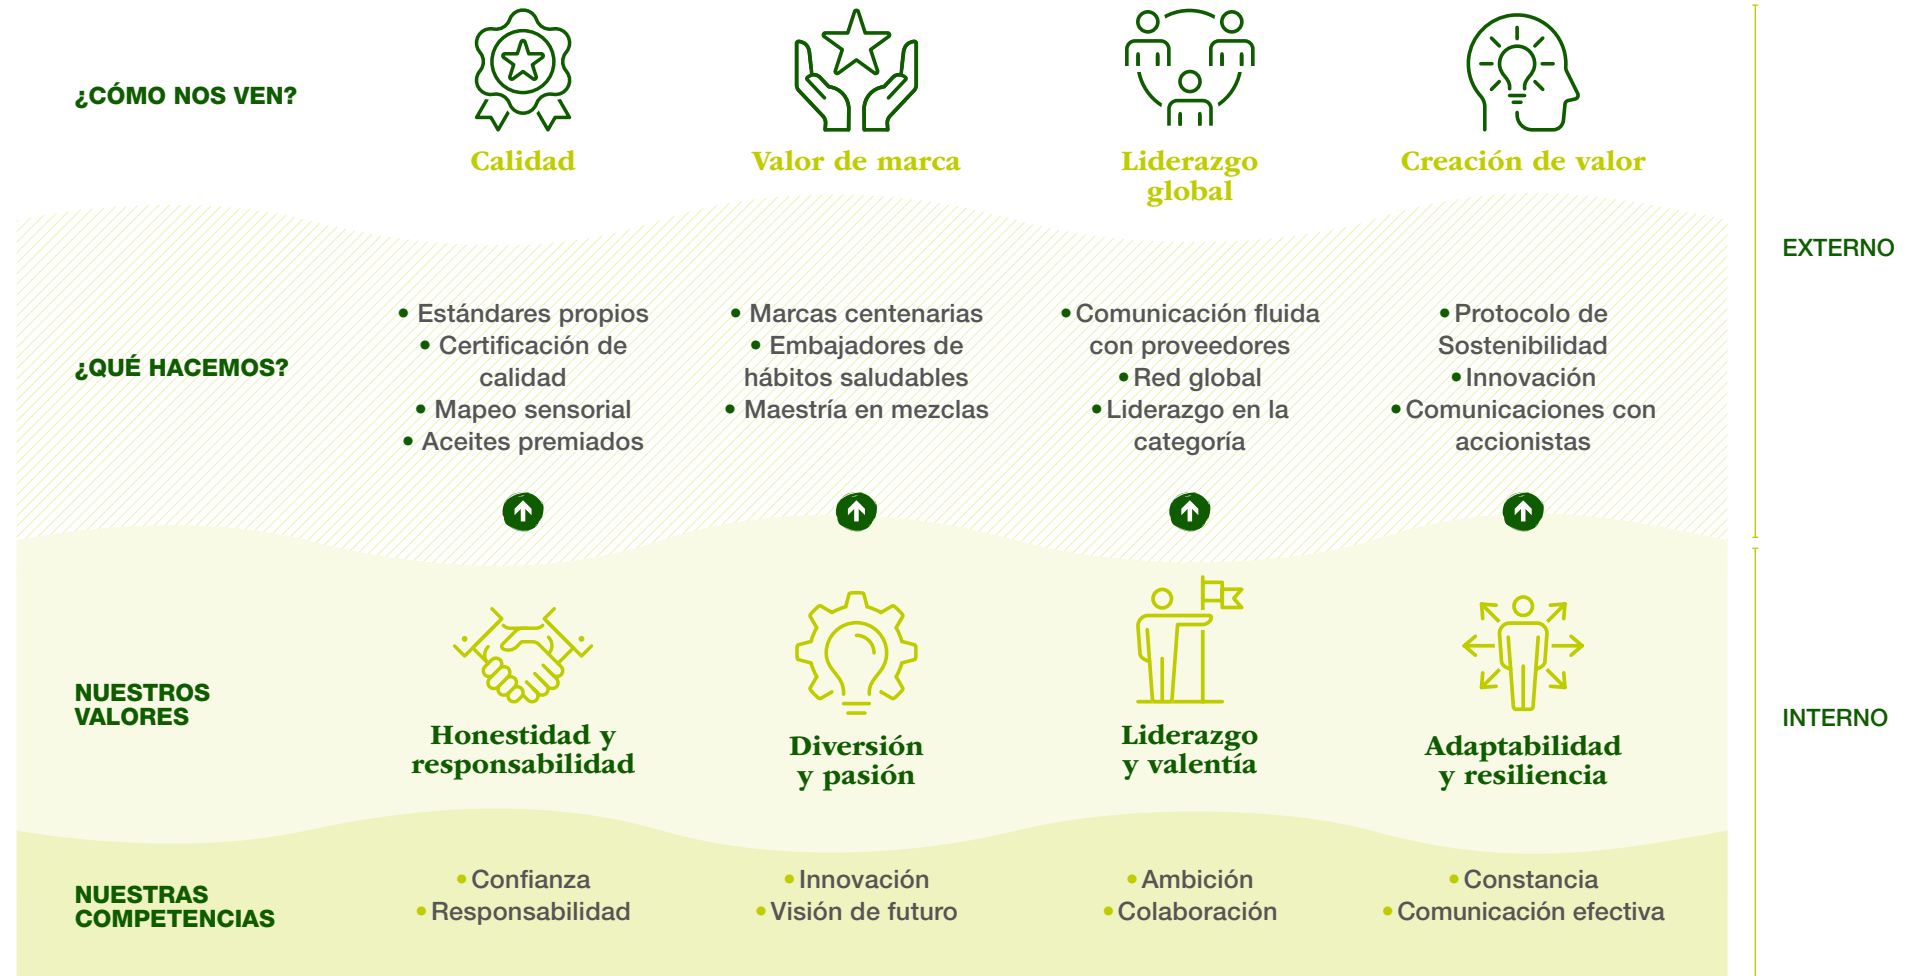 ¿CÓMO NOS VEN?
Calidad
Valor de marca
Liderazgo
global
Creación de valor
EXTERNO
¿QUÉ HACEMOS?
• Estándares propios
• Certificación de
calidad
• Mapeo sensorial
• Aceites premiados
• Marcas centenarias
• Embajadores de
hábitos saludables
• Maestría en mezclas
• Comunicación fluida
con proveedores
• Red global
• Liderazgo en la
categoría
• Protocolo de
Sostenibilidad
• Innovación
• Comunicaciones con
accionistas
NUESTROS
VALORES
Honestidad y
responsabilidad
Diversión
y pasión
Liderazgo
y valentía
Adaptabilidad
y resiliencia
INTERNO
NUESTRAS
COMPETENCIAS
• Confianza
• Responsabilidad
• Innovación
• Visión de futuro
• Ambición
• Colaboración
• Constancia
• Comunicación efectiva